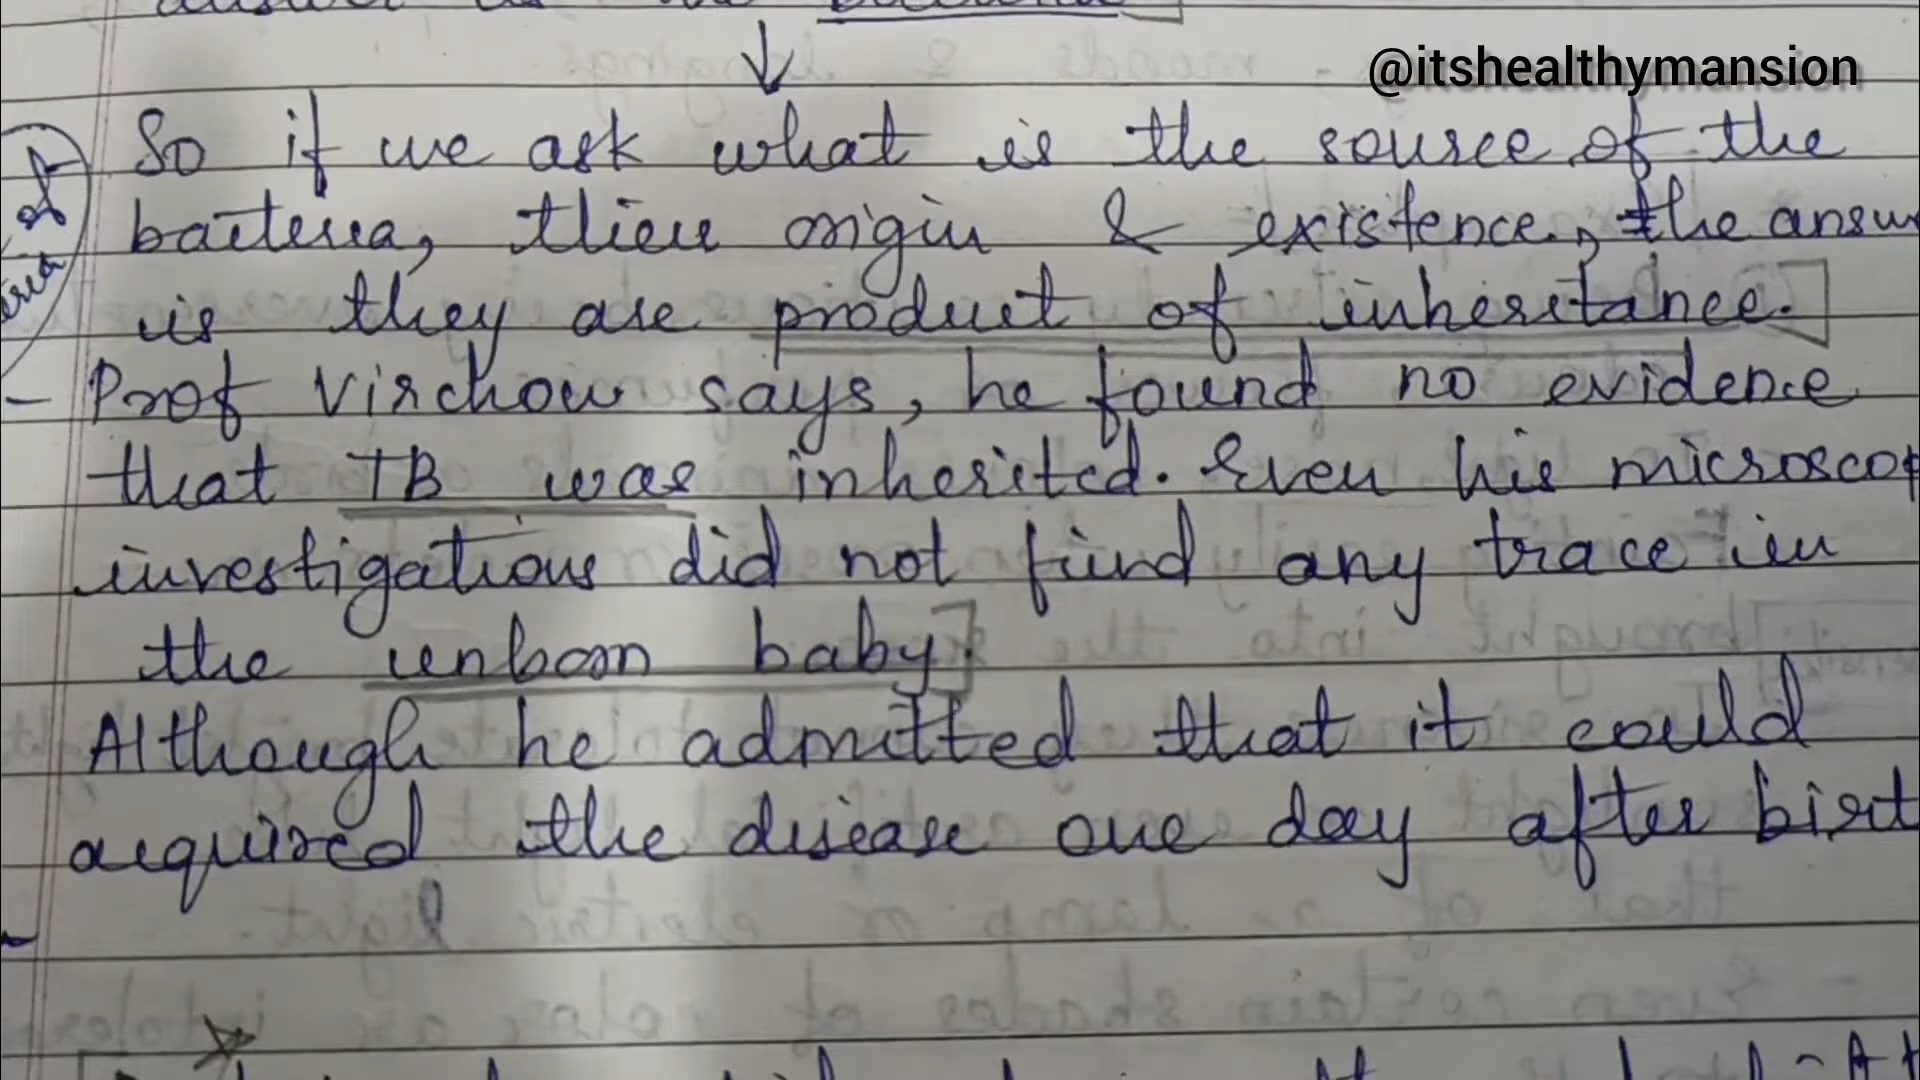 @itshealthymansion
So if we ask what is the source of the
bacteria, their origin & existence, the answ
is they are product of inheritance.
- Prof Virchow says, he found no evidence
that TB was inherited. Even his microscop
investigations did not find any trace in
the unborn baby.
Although he admitted that it could
acquired the disease one day after birt